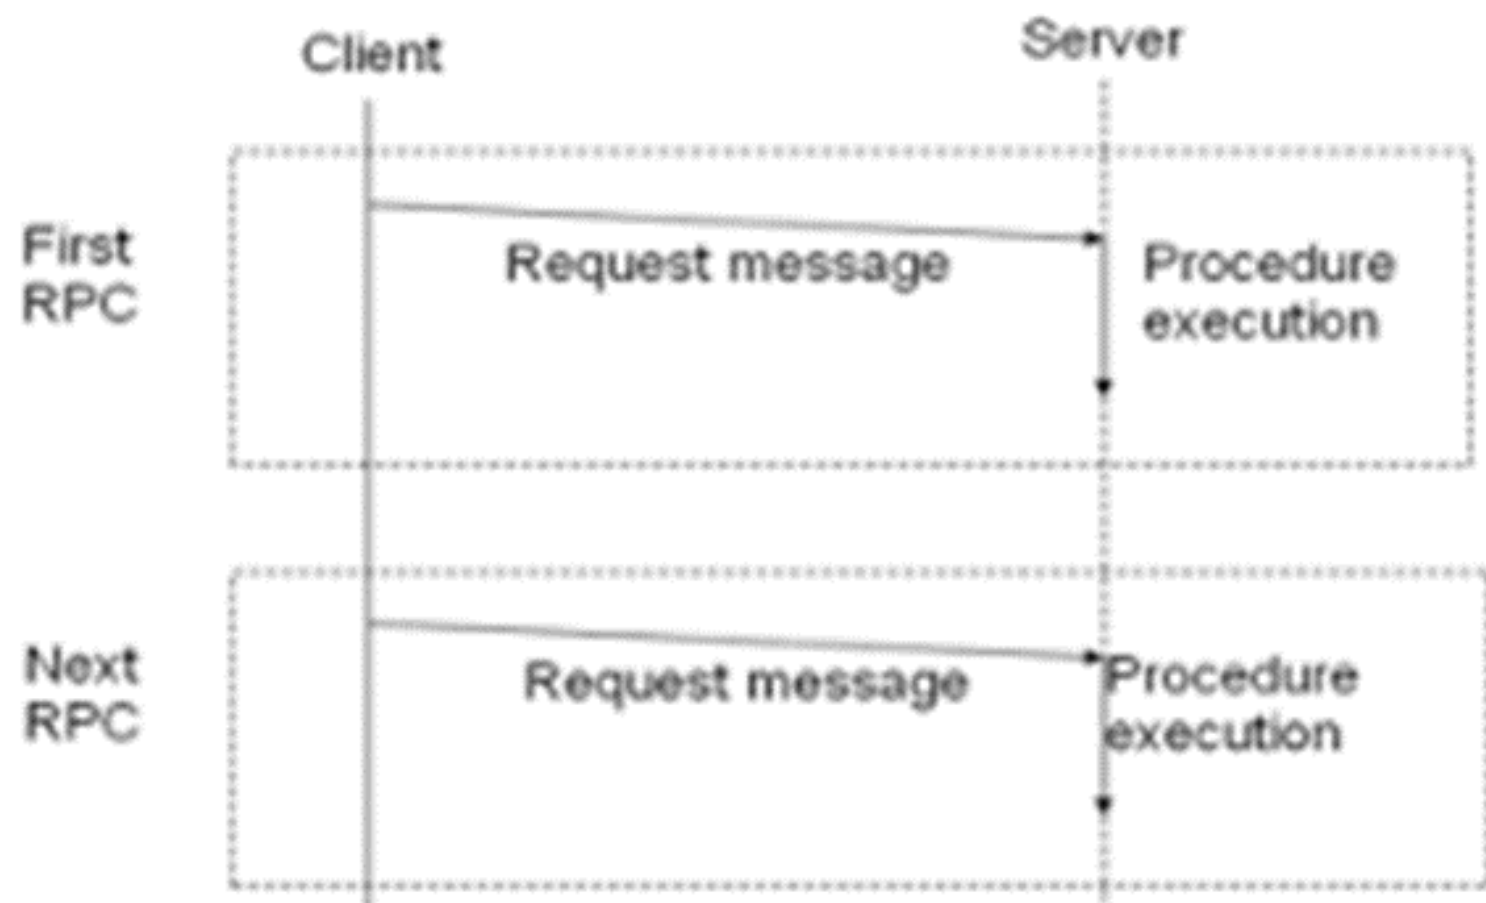 Client
Server
First
RPC
Request message
Procedure
execution
Next
RPC
Request message
Procedure
execution